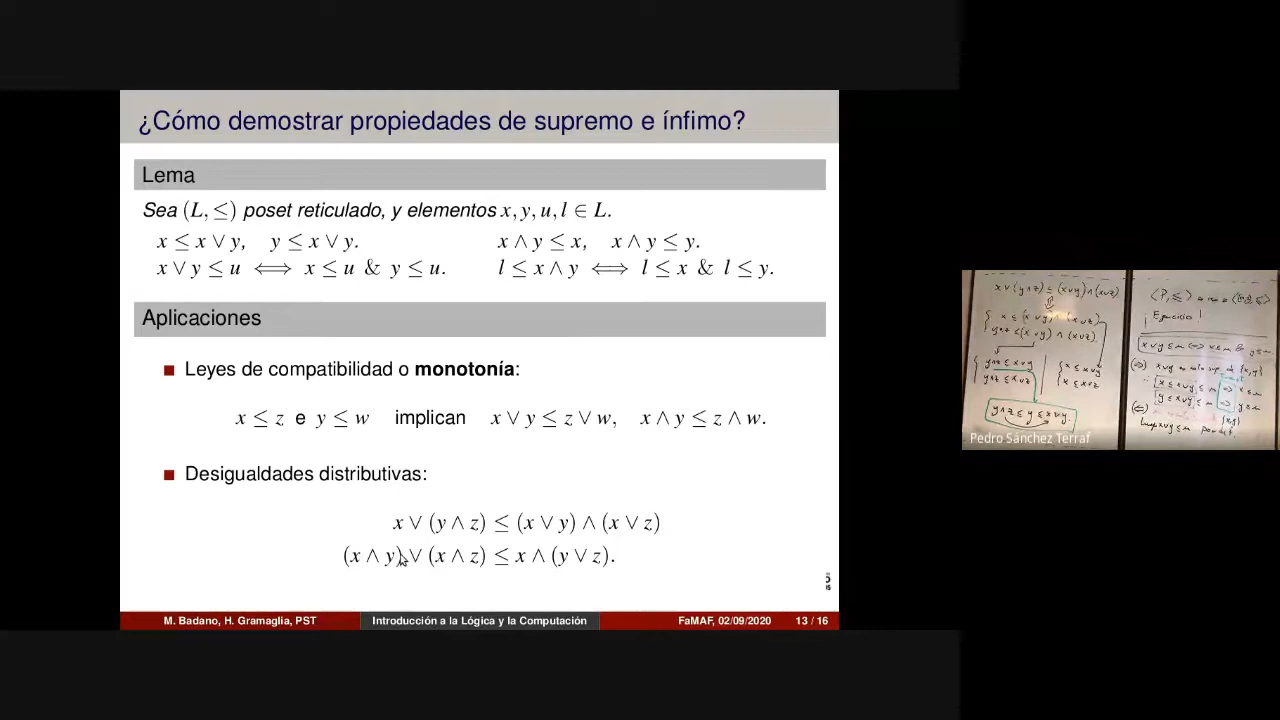 ¿Cómo demostrar propiedades de supremo e ínfimo?
Lema
Sea (L, ≤) poset reticulado, y elementos x, y, u, l ∈ L.
x ≤ x ∨ y, y ≤ x ∨ y. x ∧ y ≤ x, x ∧ y ≤ y.
x ∨ y ≤ u ⟺ x ≤ u & y ≤ u. l ≤ x ∧ y ⟺ l ≤ x & l ≤ y.
Aplicaciones
Leyes de compatibilidad o monotonía:
x ≤ z e y ≤ w implican x ∨ y ≤ z ∨ w, x ∧ y ≤ z ∧ w.
Desigualdades distributivas:
x ∨ (y ∧ z) ≤ (x ∨ y) ∧ (x ∨ z)
(x ∧ y) ∨ (x ∧ z) ≤ x ∧ (y ∨ z).
M. Badano, H. Gramaglia, PST Introducción a la Lógica y la Computación FaMAF, 02/09/2020 13 / 16
x ∨ (y ∧ z) ≤ (x ∨ y) ∧ (x ∨ z)
x ≤ (x ∨ y) ∧ (x ∨ z)
y ∧ z ≤ (x ∨ y) ∧ (x ∨ z)
y ∧ z ≤ x ∨ y
y ∧ z ≤ x ∨ z
x ≤ x ∨ y
x ≤ x ∨ z
y ∧ z ≤ y ≤ x ∨ y
Pedro Sánchez Terraf
¡Ejercicio!
x ∨ y ≤ u ⟺ x ≤ u & y ≤ u